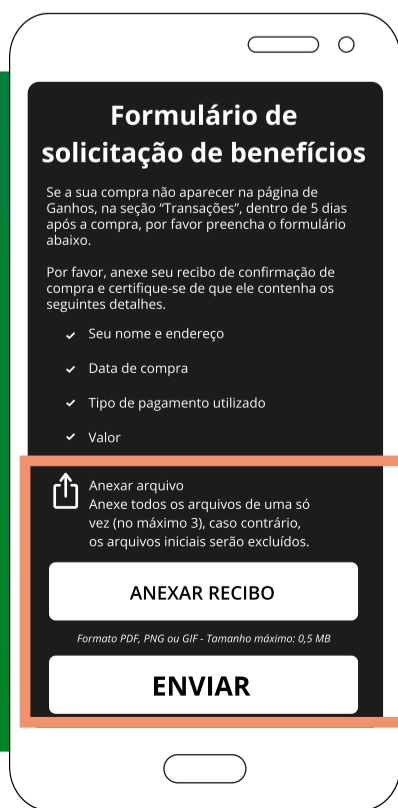 Formulário de
solicitação de benefícios
Se a sua compra não aparecer na página de
Ganhos, na seção “Transações”, dentro de 5 dias
após a compra, por favor preencha o formulário
abaixo.
Por favor, anexe seu recibo de confirmação de
compra e certifique-se de que ele contenha os
seguintes detalhes.
Seu nome e endereço
Data de compra
Tipo de pagamento utilizado
Valor
Anexar arquivo
Anexe todos os arquivos de uma só
vez (no máximo 3), caso contrário,
os arquivos iniciais serão excluídos.
ANEXAR RECIBO
Formato PDF, PNG ou GIF - Tamanho máximo: 0,5 MB
ENVIAR